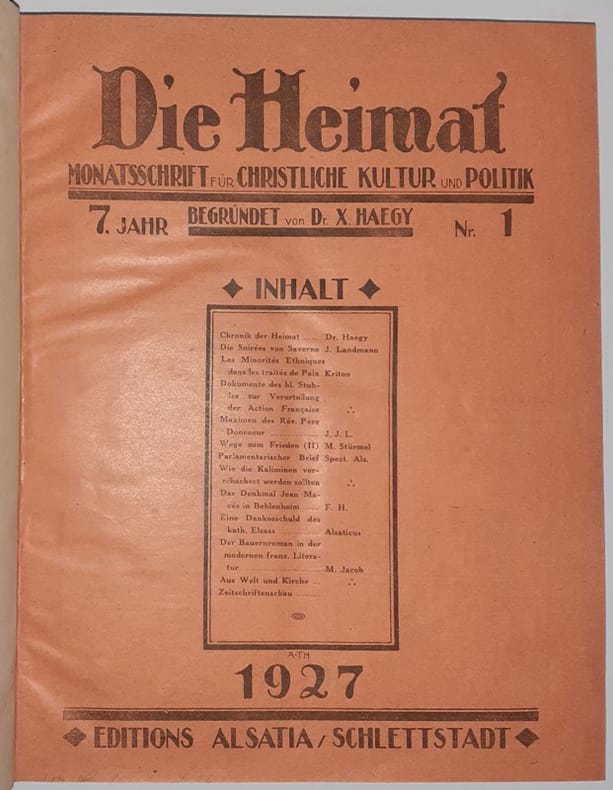 Die Heimat
MONATSSCHRIFT FÜR CHRISTLICHE KULTUR UND POLITIK
7. JAHR BEGRÜNDET von Dr. X. HAEGY Nr. 1
INHALT
Chronik der Heimat ...... Dr. Haegy
Die Soirées von Saverne J. Landmann
Les Minorités Ethniques
dans les traités de Paix Kriton
Dokumente des hl. Stuh-
les zur Verurteilung
der Action Française ∴
Maximen des Rév. Père
Doncoeur ................ J. J. L.
Wege zum Frieden (II) M. Stürmel
Parlamentarischer Brief Spect. Als.
Wie die Kaliminen ver-
schachert werden sollten ∴
Das Denkmal Jean Ma-
cés in Beblenheim ...... F. H.
Eine Dankesschuld des
kath. Elsass ............ Alsaticus
Der Bauernroman in der
modernen franz. Litera-
tur ........................ M. Jacob
Aus Welt und Kirche ... ∴
Zeitschriftenschau .........
A-TH
1927
EDITIONS ALSATIA / SCHLETTSTADT